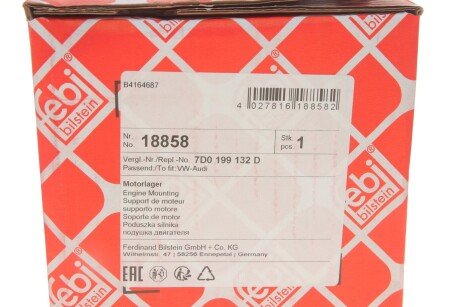 B4164687
4 027816 188582
Nr.
No. 18858
Stk.
pos. 1
Vergl.-Nr./Repl.-No. 7D0 199 132 D
Passend./To fit:VW-Audi
Motorlager
Engine Mounting
Support de moteur
supporto motore
Soporte de motor
Poduszka silnika
подушка двигателя
Ferdinand Bilstein GmbH + Co. KG
Wilhelmstr. 47 ; 58256 Ennepetal ; Germany
EAC
febi
bilstein
febi
bilstein
febi
bilstein